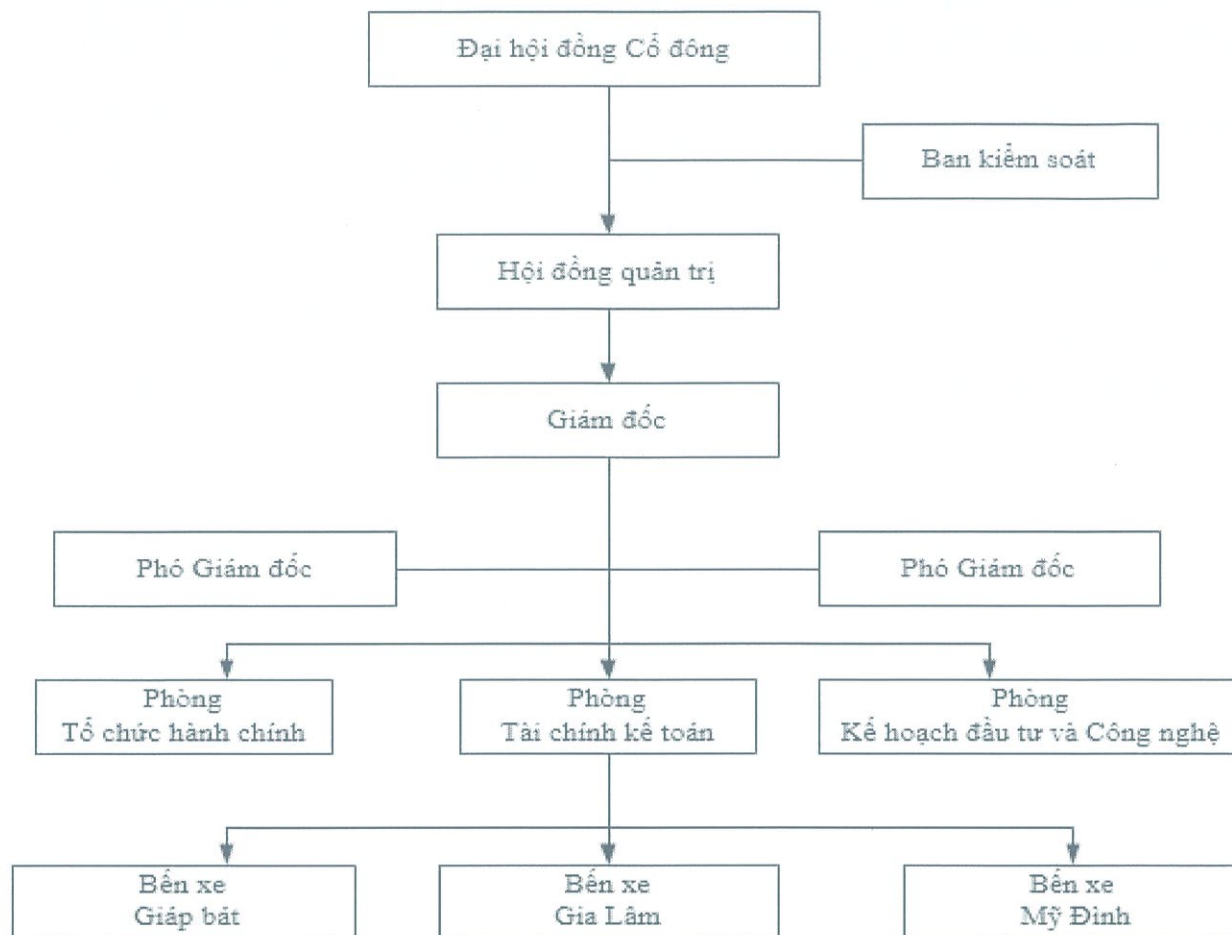 Đại hội đồng Cổ đông
Ban kiểm soát
Hội đồng quản trị
Giám đốc
Phó Giám đốc
Phó Giám đốc
Phòng
Tổ chức hành chính
Phòng
Tài chính kế toán
Phòng
Kế hoạch đầu tư và Công nghệ
Bến xe
Giáp bát
Bến xe
Gia Lâm
Bến xe
Mỹ Đình